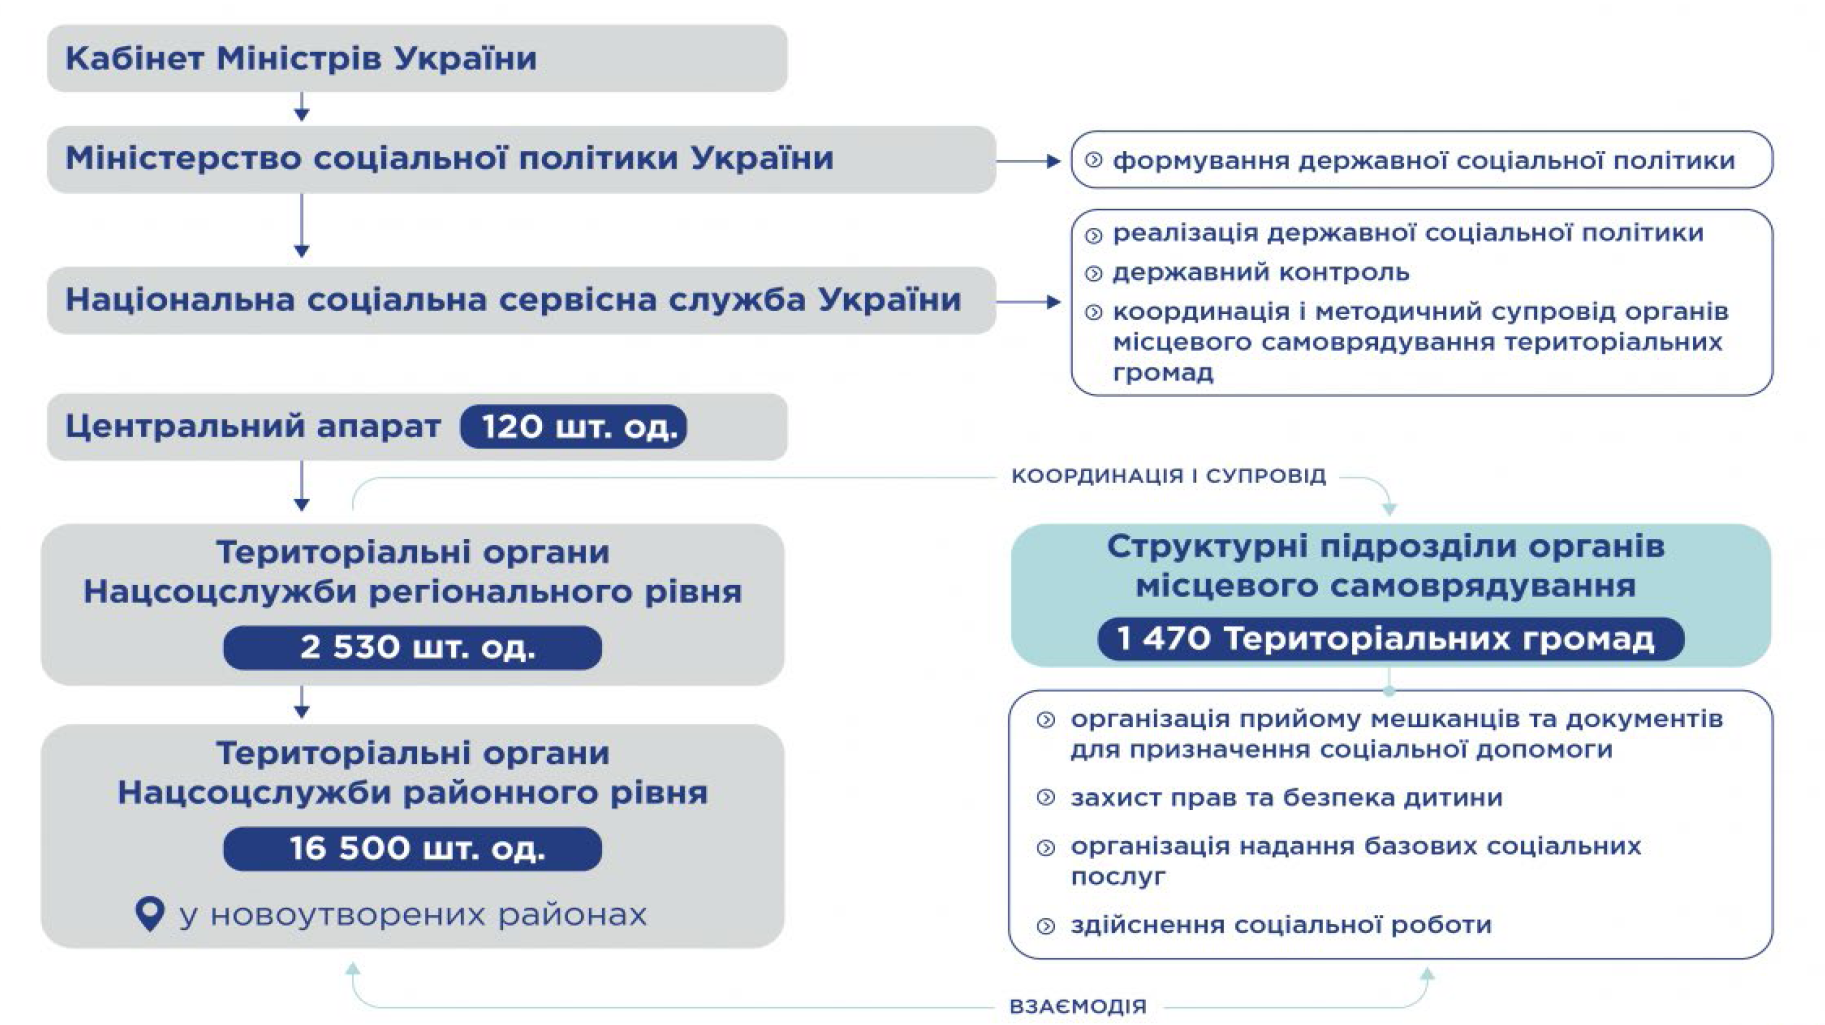 Кабінет Міністрів України
Міністерство соціальної політики України
формування державної соціальної політики
Національна соціальна сервісна служба України
реалізація державної соціальної політики
державний контроль
координація і методичний супровід органів
місцевого самоврядування територіальних
громад
Центральний апарат 120 шт. од.
КООРДИНАЦІЯ І СУПРОВІД
Територіальні органи
Нацсоцслужби регіонального рівня
2 530 шт. од.
Структурні підрозділи органів
місцевого самоврядування
1 470 Територіальних громад
Територіальні органи
Нацсоцслужби районного рівня
16 500 шт. од.
у новоутворених районах
організація прийому мешканців та документів
для призначення соціальної допомоги
захист прав та безпека дитини
організація надання базових соціальних
послуг
здійснення соціальної роботи
ВЗАЄМОДІЯ